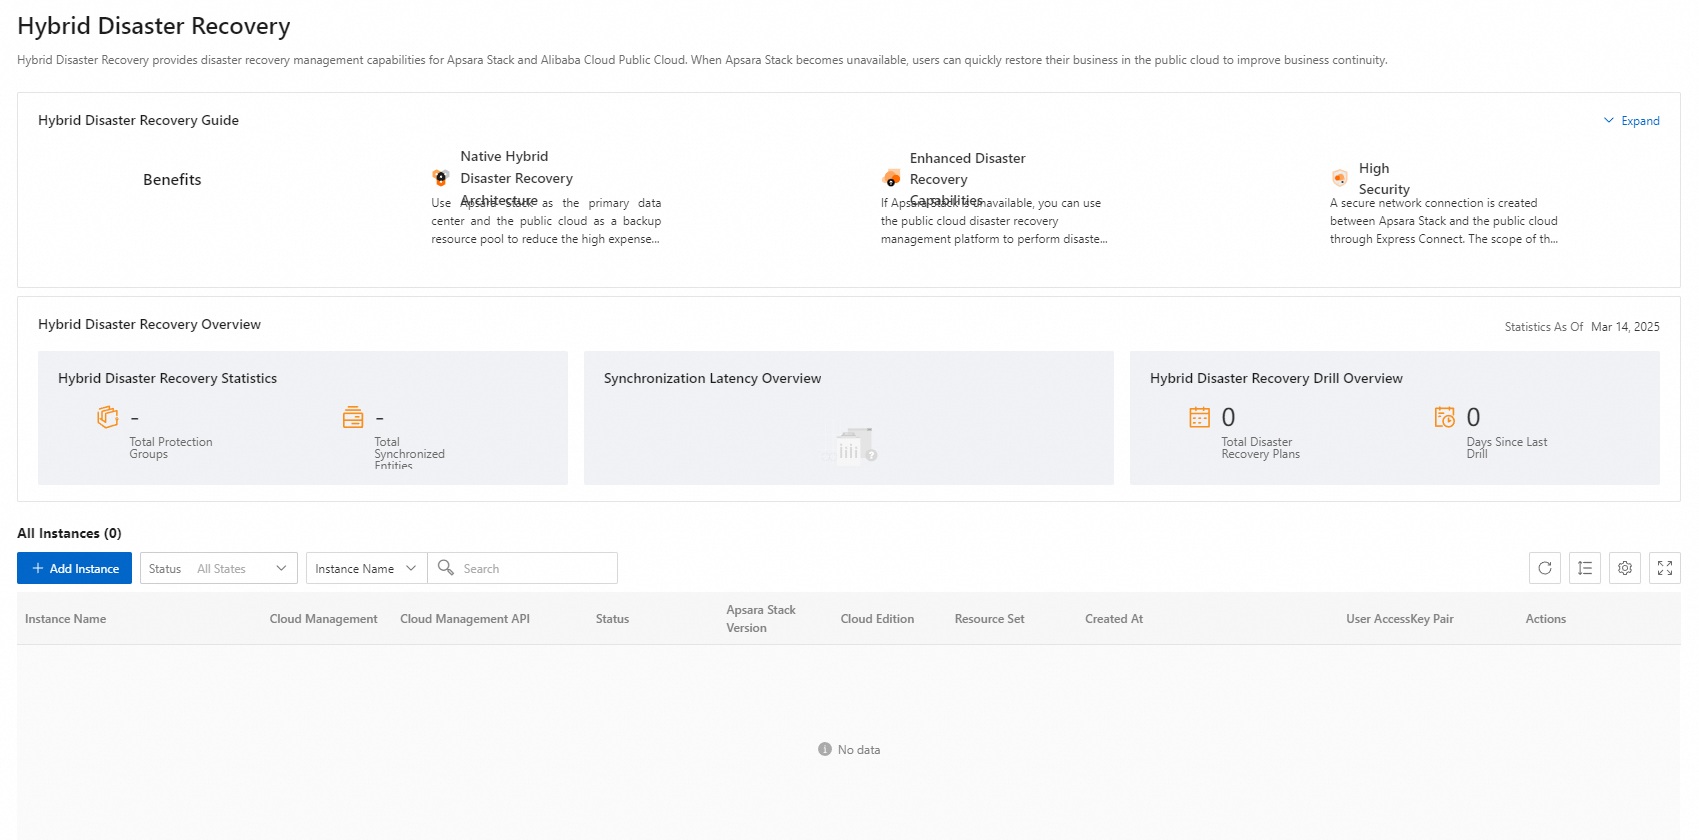 Hybrid Disaster Recovery
Hybrid Disaster Recovery provides disaster recovery management capabilities for Apsara Stack and Alibaba Cloud Public Cloud. When Apsara Stack becomes unavailable, users can quickly restore their business in the public cloud to improve business continuity.
Hybrid Disaster Recovery Guide
Expand
Benefits
Native Hybrid
Disaster Recovery
Architecture
Use Apsara Stack as the primary data
center and the public cloud as a backup
resource pool to reduce the high expense...
Enhanced Disaster
Recovery
Capabilities
If Apsara Stack is unavailable, you can use
the public cloud disaster recovery
management platform to perform disaste...
High
Security
A secure network connection is created
between Apsara Stack and the public cloud
through Express Connect. The scope of th...
Hybrid Disaster Recovery Overview
Statistics As Of Mar 14, 2025
Hybrid Disaster Recovery Statistics
-
Total Protection
Groups
-
Total
Synchronized
Entities
Synchronization Latency Overview
Hybrid Disaster Recovery Drill Overview
0
Total Disaster
Recovery Plans
0
Days Since Last
Drill
All Instances (0)
+ Add Instance
Status All States
Instance Name
Search
Instance Name
Cloud Management
Cloud Management API
Status
Apsara Stack
Version
Cloud Edition
Resource Set
Created At
User AccessKey Pair
Actions
No data